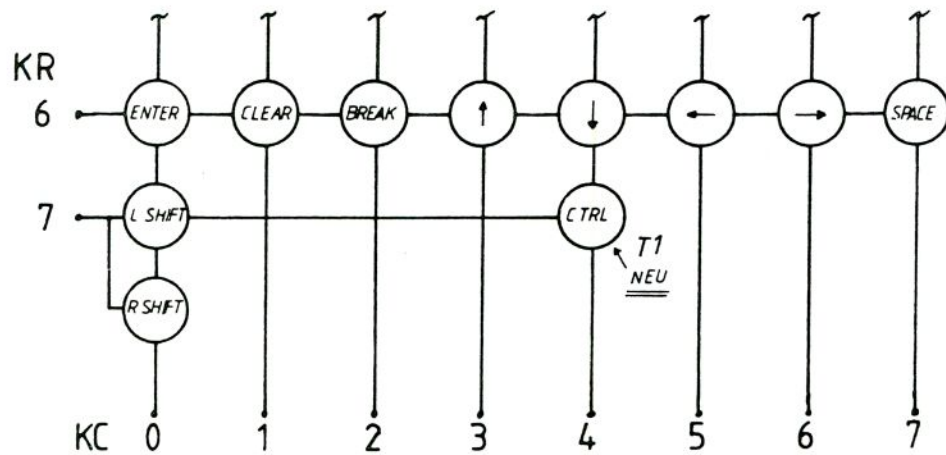 KR
6 ENTER CLEAR BREAK ↑ ↓ ← → SPACE
7 L SHIFT CTRL
T1
NEU
R SHIFT
KC 0 1 2 3 4 5 6 7